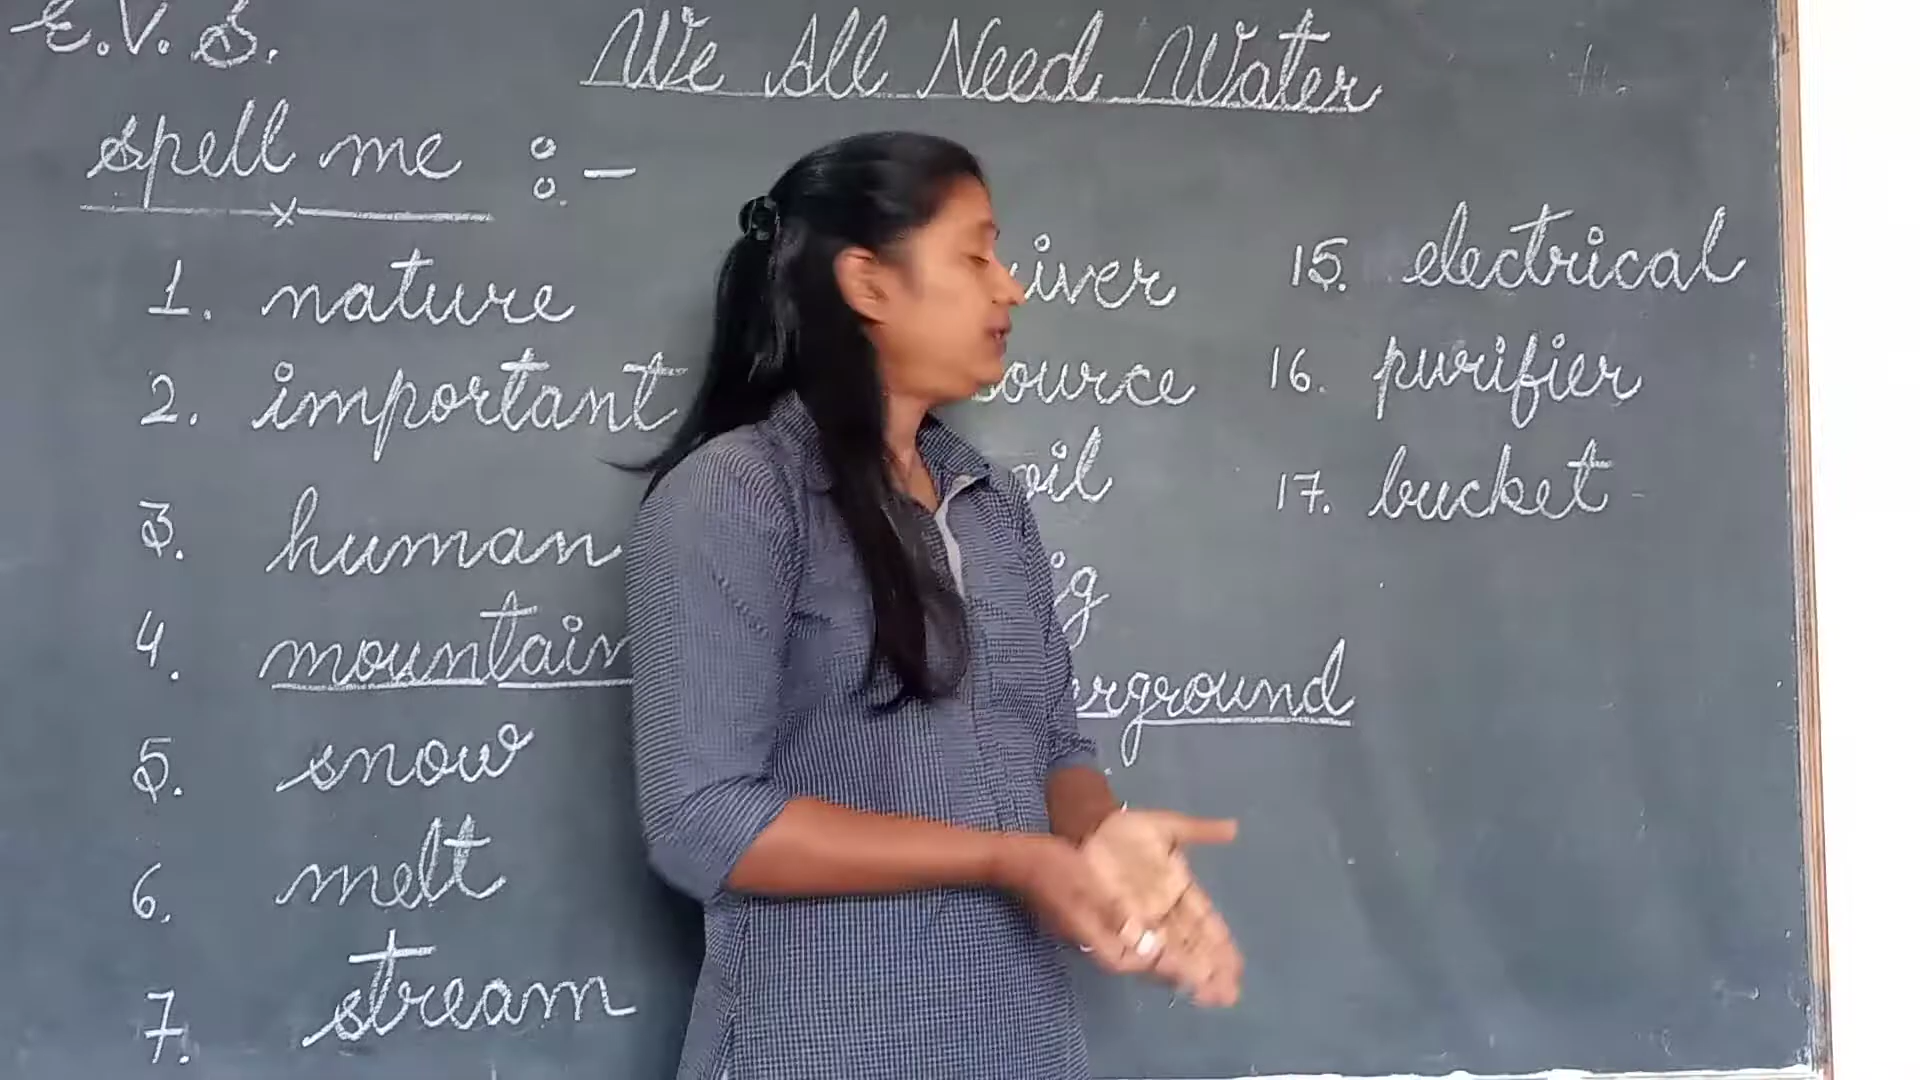 E.V.S.
We All Need Water
spell me :-
1. nature
2. important
3. human
4. mountain
5. snow
6. melt
7. stream
river
source
15. electrical
16. purifier
17. bucket